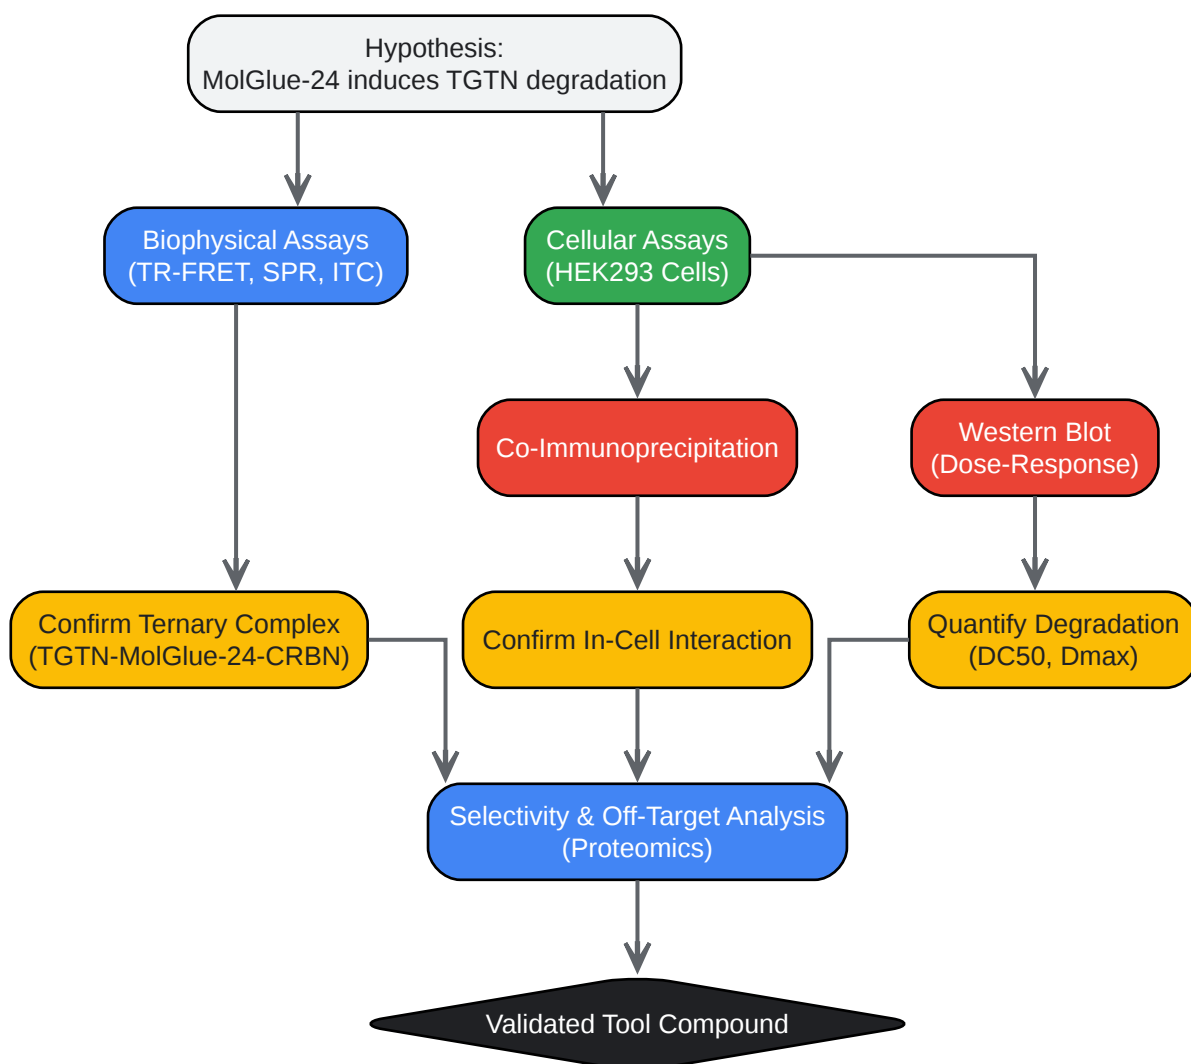 Hypothesis:
MolGlue-24 induces TGTN degradation
Biophysical Assays
(TR-FRET, SPR, ITC)
Cellular Assays
(HEK293 Cells)
Co-Immunoprecipitation
Western Blot
(Dose-Response)
Confirm Ternary Complex
(TGTN-MolGlue-24-CRBN)
Confirm In-Cell Interaction
Quantify Degradation
(DC50, Dmax)
Selectivity & Off-Target Analysis
(Proteomics)
Validated Tool Compound